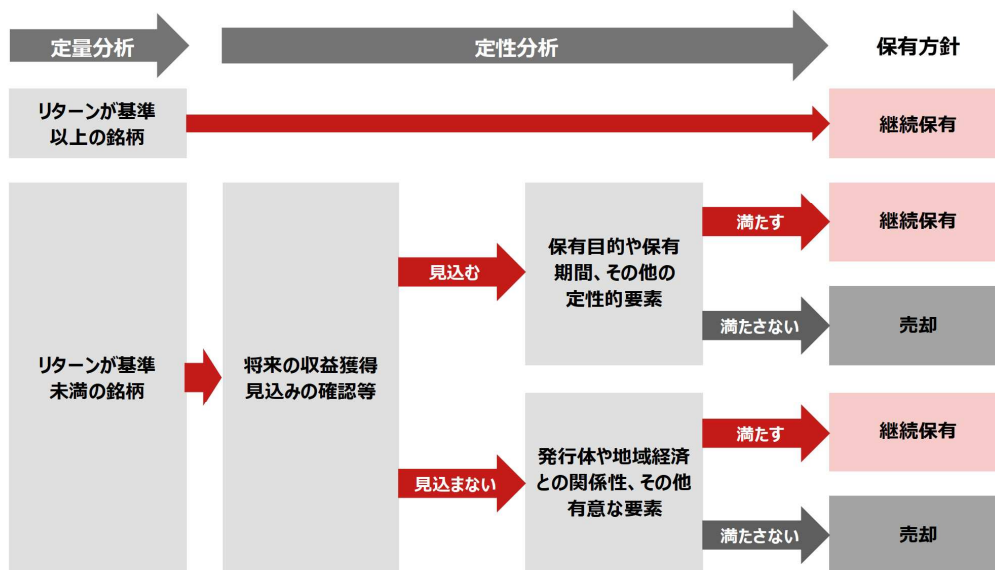 定量分析
定性分析
保有方針
リターンが基準
以上の銘柄
継続保有
リターンが基準
未満の銘柄
将来の収益獲得
見込みの確認等
見込む
保有目的や保有
期間、その他の
定性的要素
満たす
継続保有
満たさない
売却
見込まない
発行体や地域経済
との関係性、その他
有意な要素
満たす
継続保有
満たさない
売却